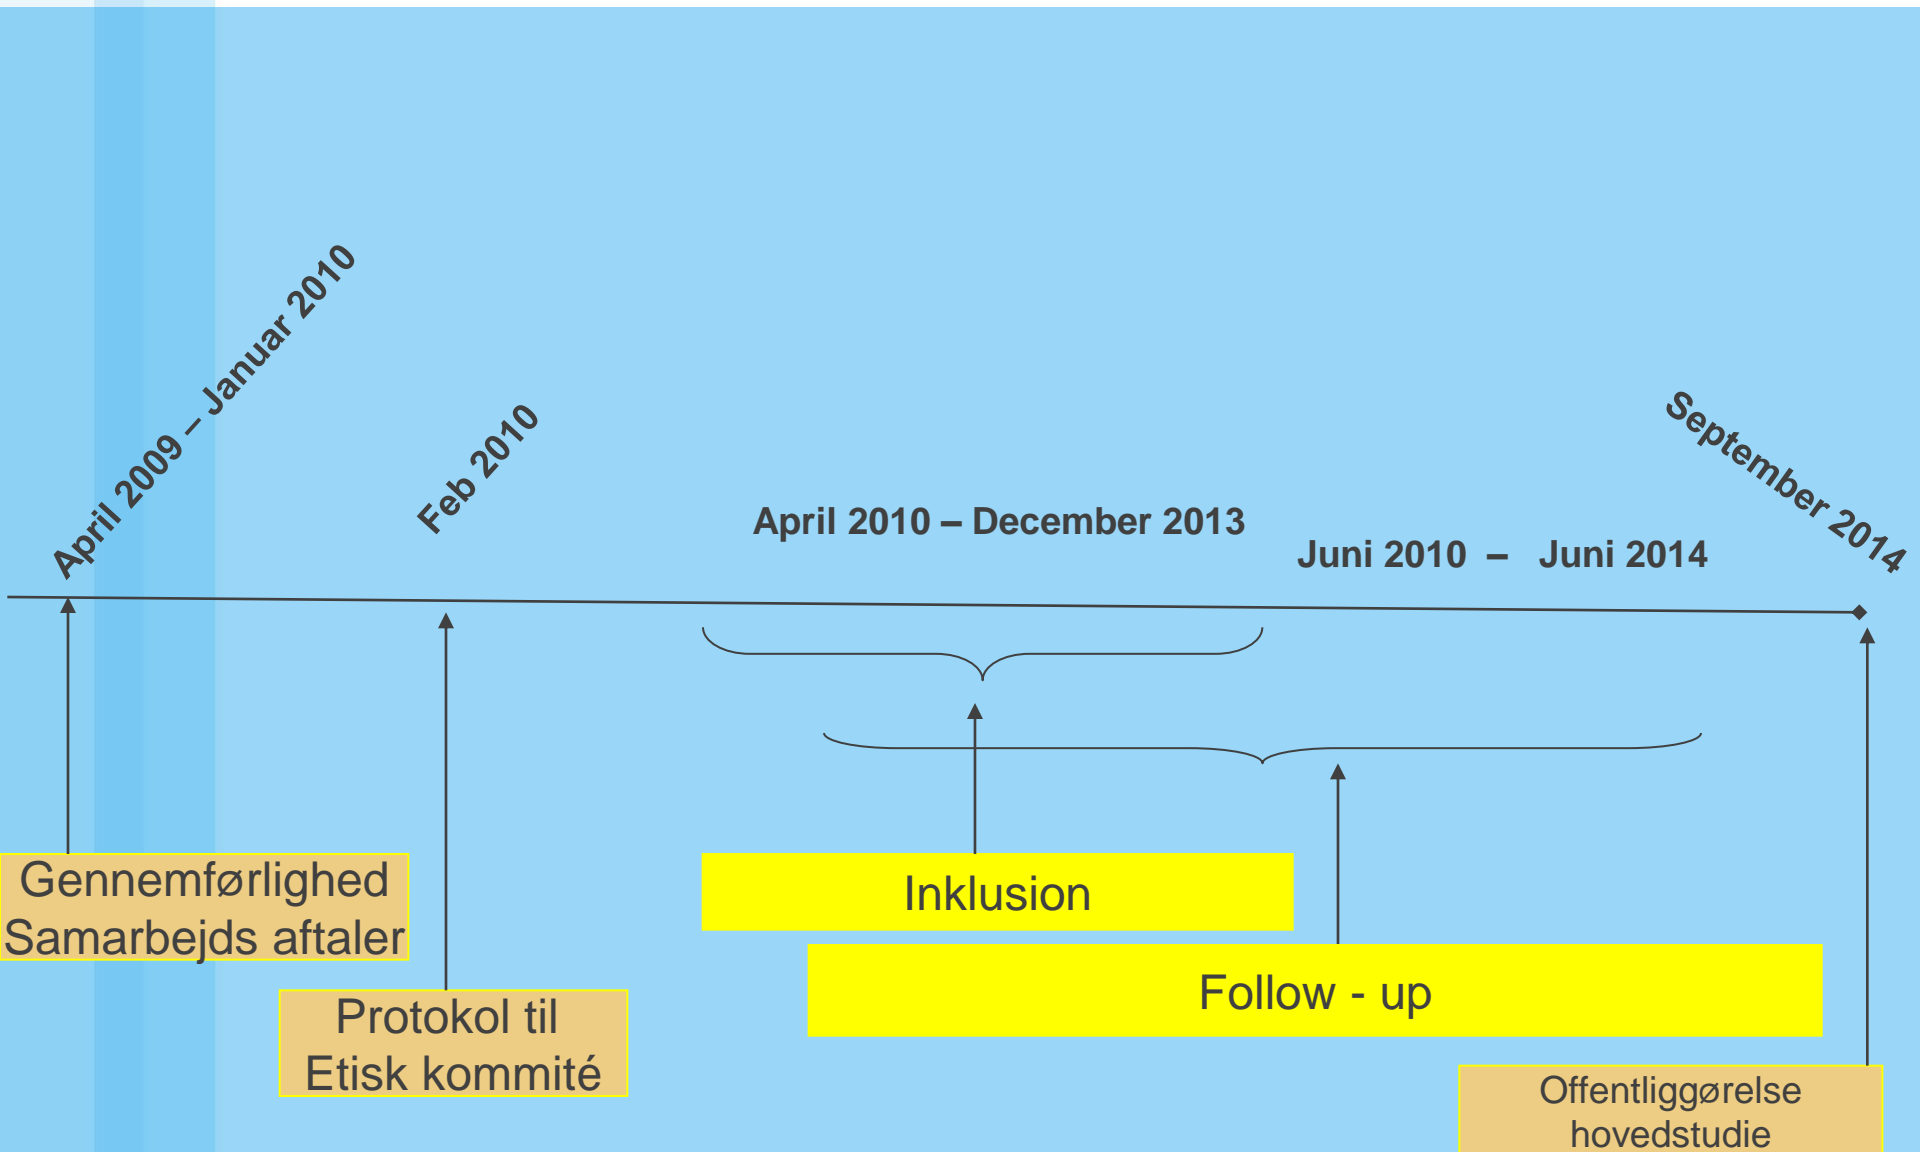 April 2009 – Januar 2010
Feb 2010
April 2010 – December 2013
Juni 2010 – Juni 2014
September 2014
Gennemførlighed
Samarbejds aftaler
Protokol til
Etisk kommité
Inklusion
Follow - up
Offentliggørelse
hovedstudie